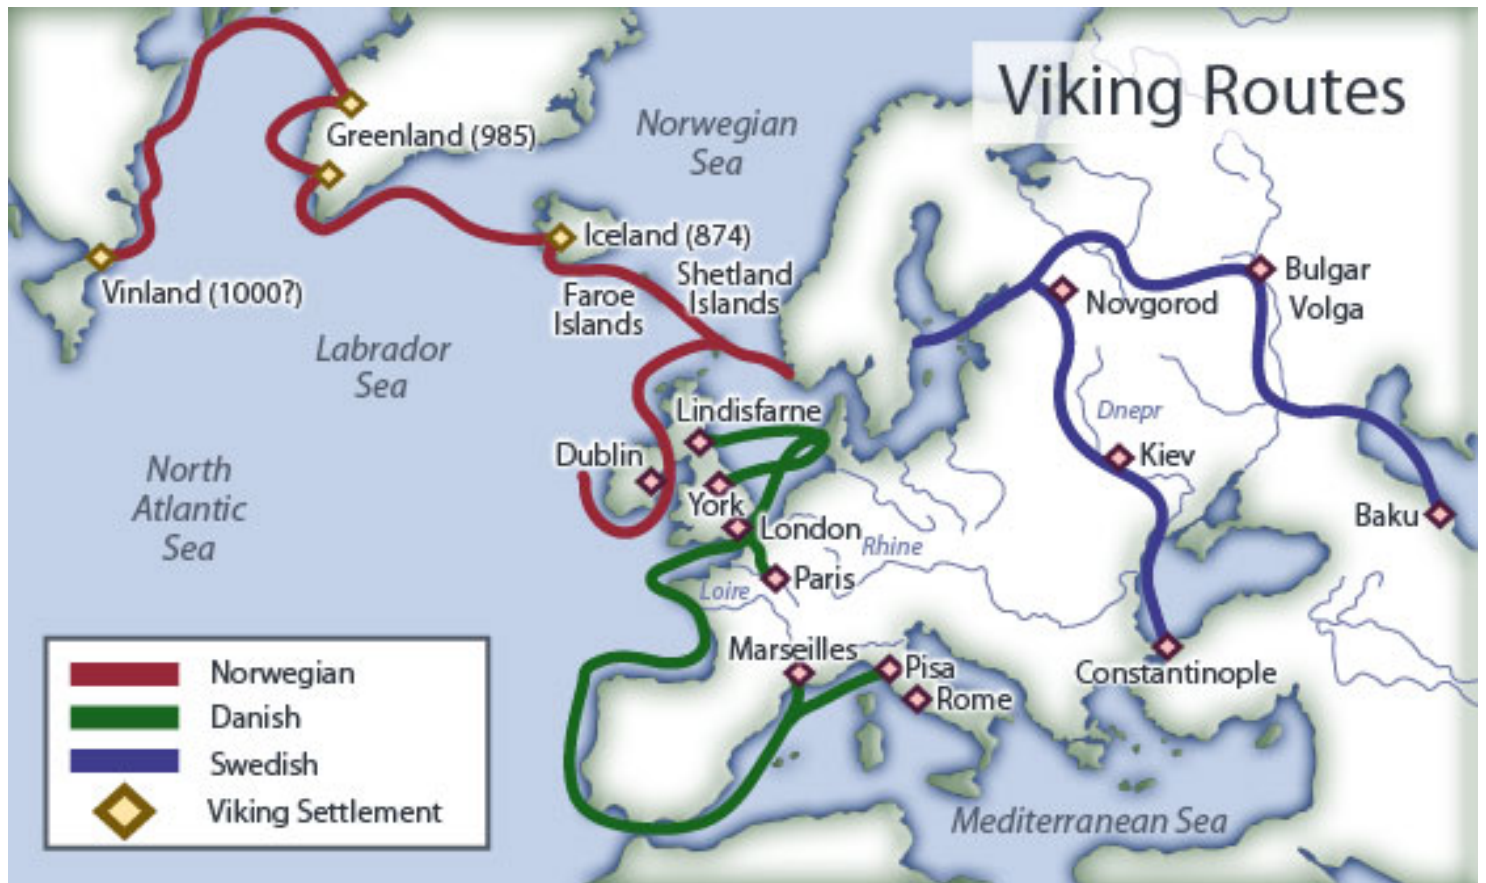 Viking Routes
Norwegian
Sea
Greenland (985)
Iceland (874)
Vinland (1000?)
Faroe
Islands
Shetland
Islands
Labrador
Sea
North
Atlantic
Sea
Bulgar
Volga
Novgorod
Dnepr
Kiev
Baku
Constantinople
Lindisfarne
Dublin
York
London
Rhine
Paris
Loire
Marseilles
Pisa
Rome
Mediterranean Sea
Norwegian
Danish
Swedish
Viking Settlement